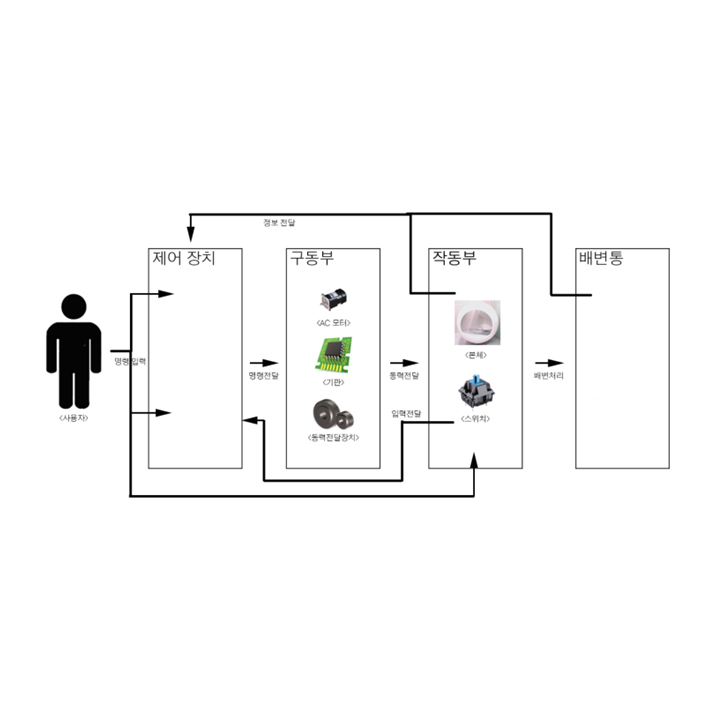 정보 전달
제어 장치
구동부
작동부
배변통
<AC 모터>
<본체>
명령 입력
명령전달
<기판>
동력전달
배변처리
<사용자>
입력전달
<스위치>
<동력전달장치>